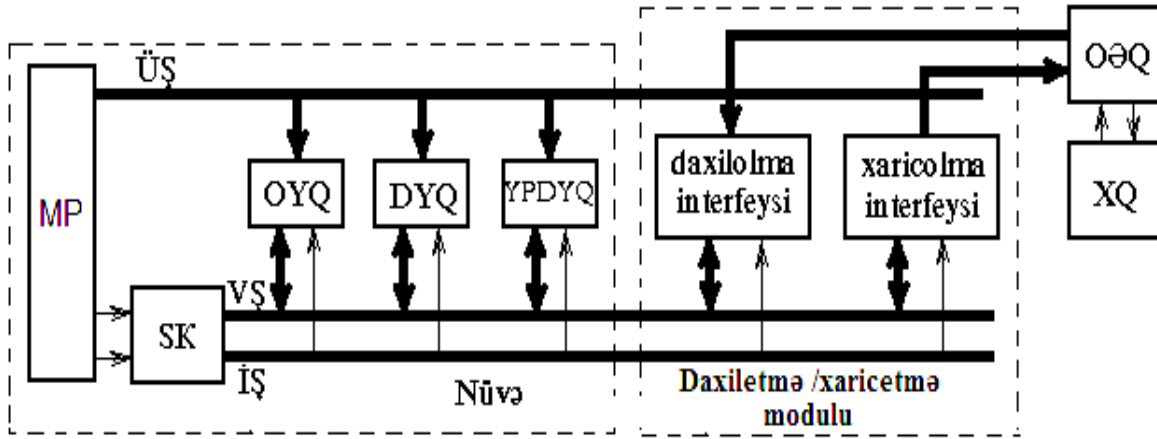 ÜŞ
MP
OYQ
DYQ
YPDYQ
daxilolma
interfeysi
xaricolma
interfeysi
OƏQ
XQ
VŞ
SK
İŞ
Nüvə
Daxiletmə /xaricetmə
modulu